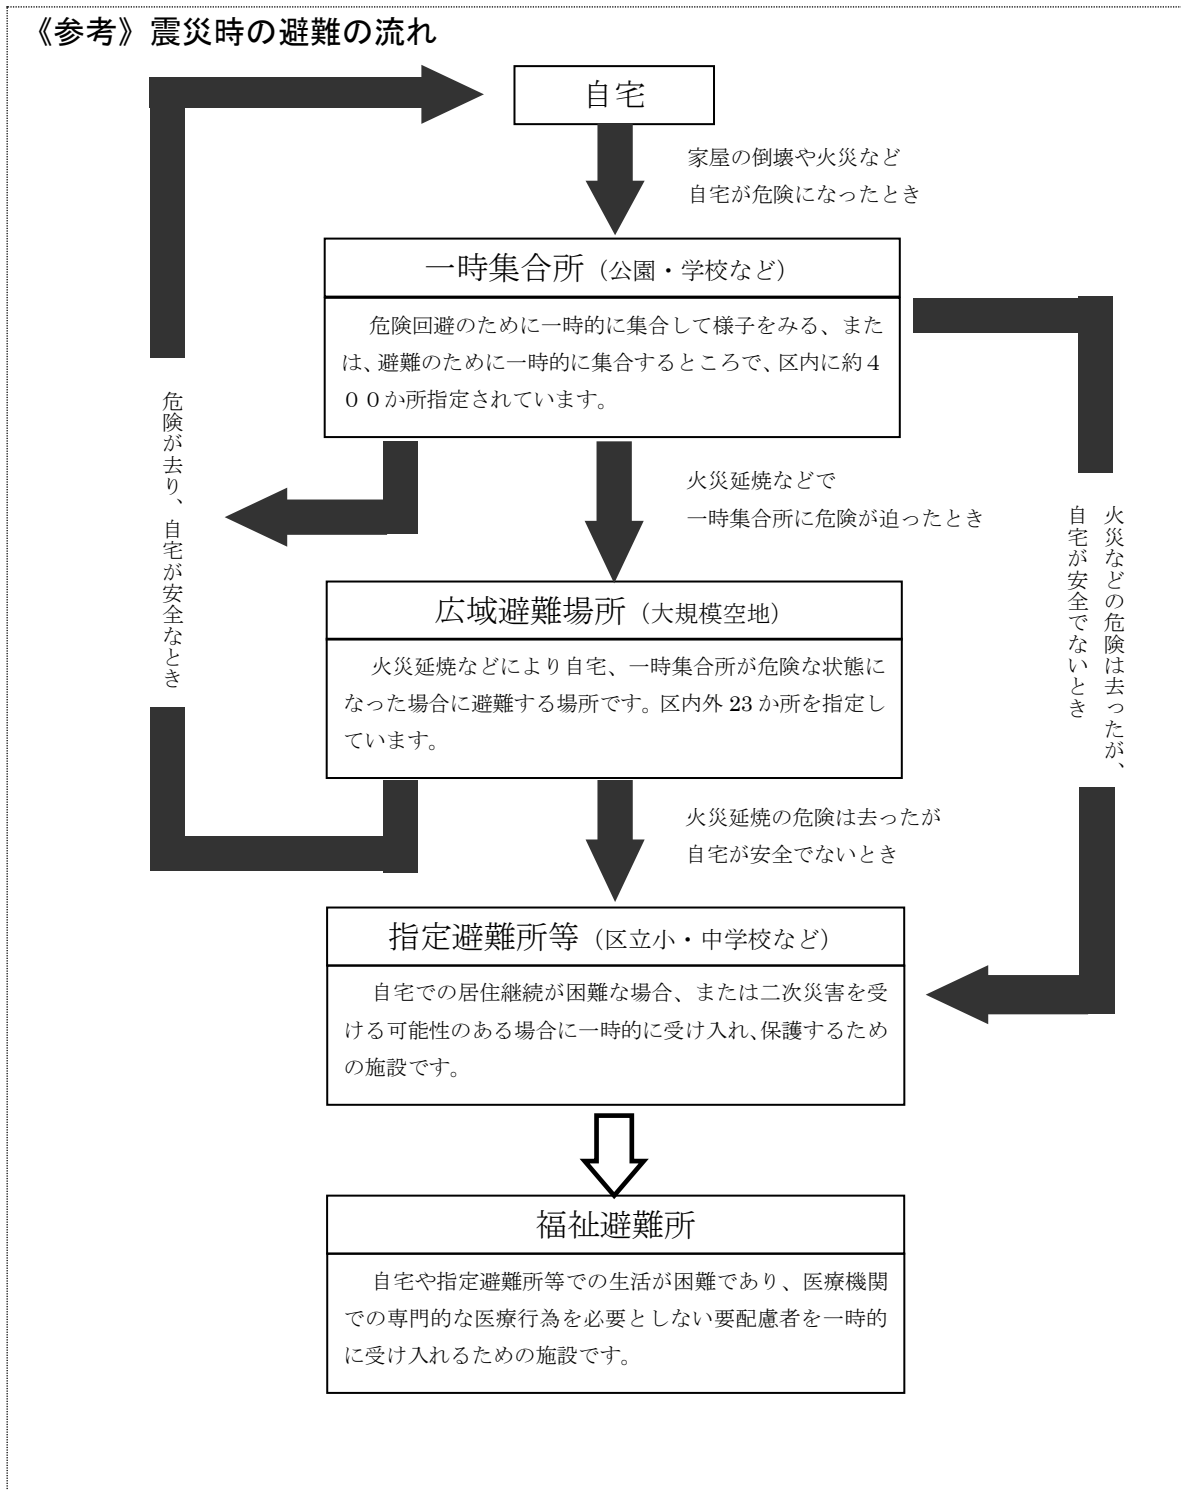 《参考》震災時の避難の流れ
自宅
家屋の倒壊や火災など
自宅が危険になったとき
一時集合所（公園・学校など）
危険回避のために一時的に集合して様子をみる、また
は、避難のために一時的に集合するところで、区内に約４
００か所指定されています。
危険が去り、自宅が安全なとき
火災延焼などで
一時集合所に危険が迫ったとき
火災などの危険は去ったが、
自宅が安全でないとき
広域避難場所（大規模空地）
火災延焼などにより自宅、一時集合所が危険な状態に
なった場合に避難する場所です。区内外 23 か所を指定し
ています。
火災延焼の危険は去ったが
自宅が安全でないとき
指定避難所等（区立小・中学校など）
自宅での居住継続が困難な場合、または二次災害を受
ける可能性のある場合に一時的に受け入れ、保護するため
の施設です。
福祉避難所
自宅や指定避難所等での生活が困難であり、医療機関
での専門的な医療行為を必要としない要配慮者を一時的
に受け入れるための施設です。